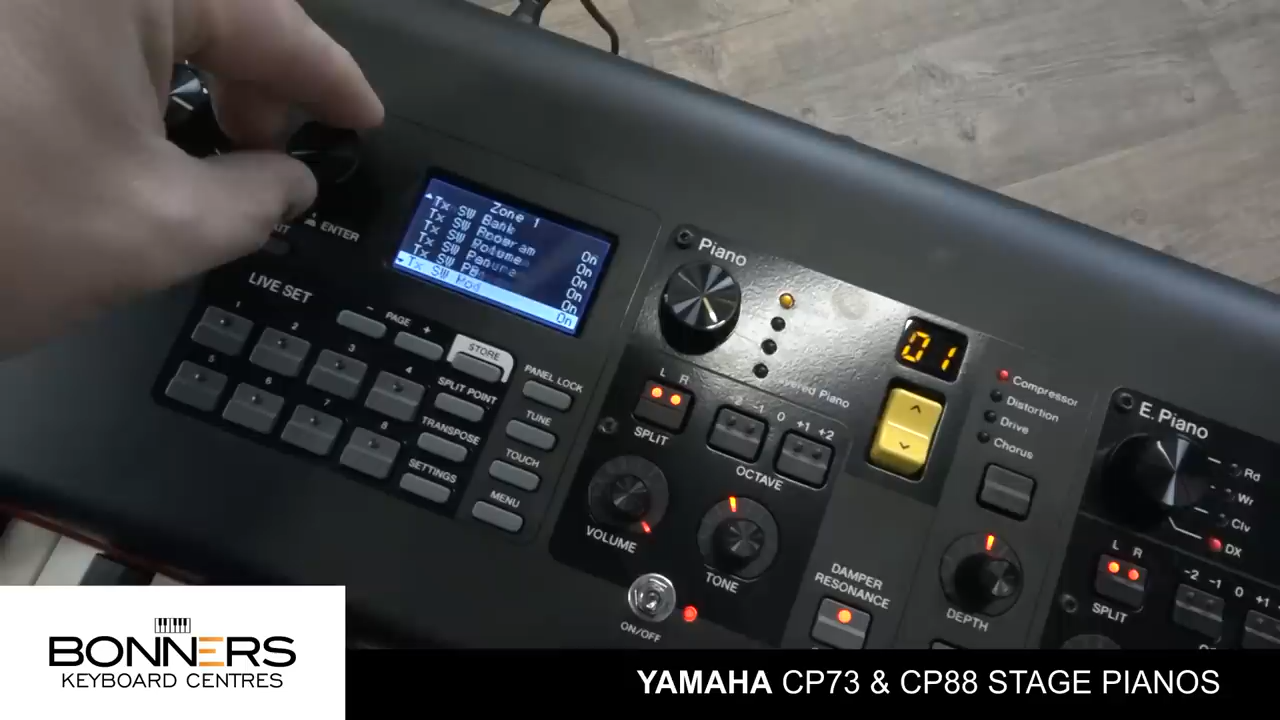 Zone 1
Tx SW Bank On
Tx SW Program On
Tx SW Volume On
Tx SW On
Tx SW PB On
Tx SW Mod On
ENTER
LIVE SET
1 2 3 4
5 6 7 8
- PAGE +
STORE
SPLIT POINT
TRANSPOSE
SETTINGS
PANEL LOCK
TUNE
TOUCH
MENU
Piano
Layered Piano
L R
SPLIT
-2 -1 0 +1 +2
OCTAVE
VOLUME
TONE
ON/OFF
DAMPER
RESONANCE
01
Compressor
Distortion
Drive
Chorus
DEPTH
E. Piano
Rd
Wr
Clv
DX
L R
SPLIT
-2 -1 0 +1
BONNERS
KEYBOARD CENTRES
YAMAHA CP73 & CP88 STAGE PIANOS